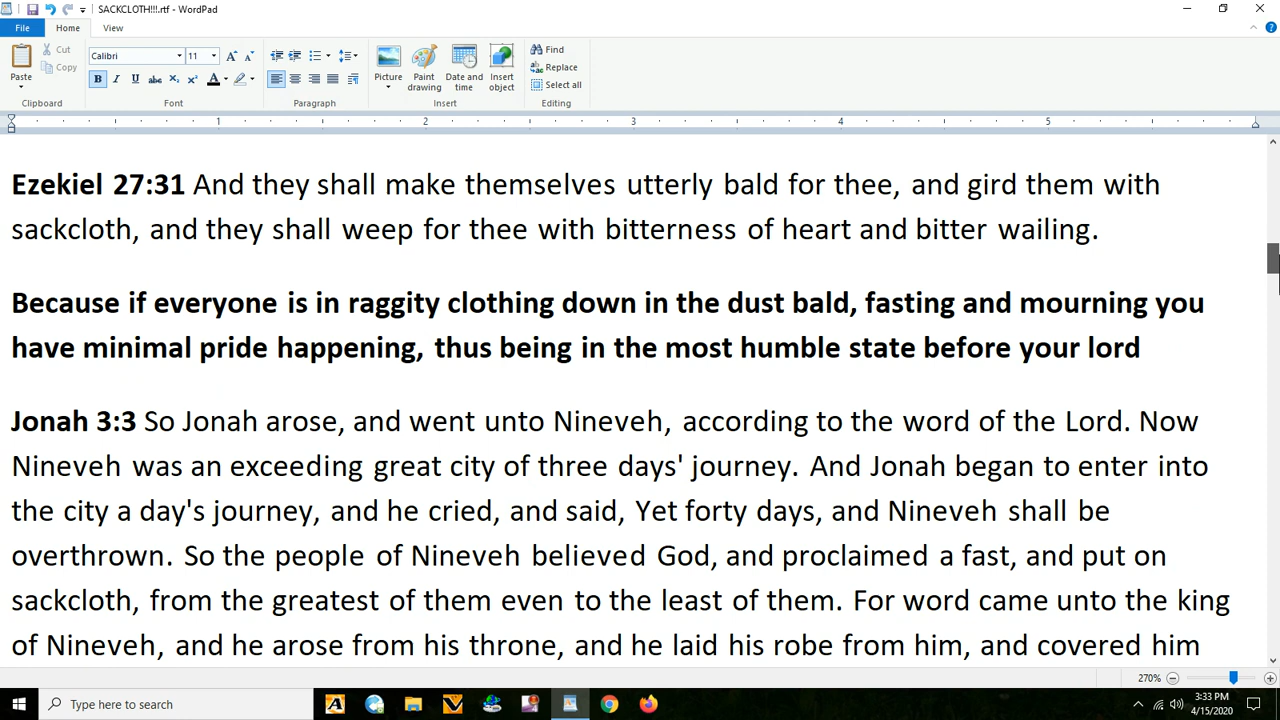 SACKCLOTH!!!.rtf - WordPad
File Home View
Paste Cut Copy
Calibri 11
Picture Paint drawing Date and time Insert object
Find
Replace
Select all
Clipboard Font Paragraph Insert Editing
1 2 3 4 5
Ezekiel 27:31 And they shall make themselves utterly bald for thee, and gird them with
sackcloth, and they shall weep for thee with bitterness of heart and bitter wailing.
Because if everyone is in raggity clothing down in the dust bald, fasting and mourning you
have minimal pride happening, thus being in the most humble state before your lord
Jonah 3:3 So Jonah arose, and went unto Nineveh, according to the word of the Lord. Now
Nineveh was an exceeding great city of three days' journey. And Jonah began to enter into
the city a day's journey, and he cried, and said, Yet forty days, and Nineveh shall be
overthrown. So the people of Nineveh believed God, and proclaimed a fast, and put on
sackcloth, from the greatest of them even to the least of them. For word came unto the king
of Nineveh, and he arose from his throne, and he laid his robe from him, and covered him
270%
Type here to search
3:33 PM
4/15/2020